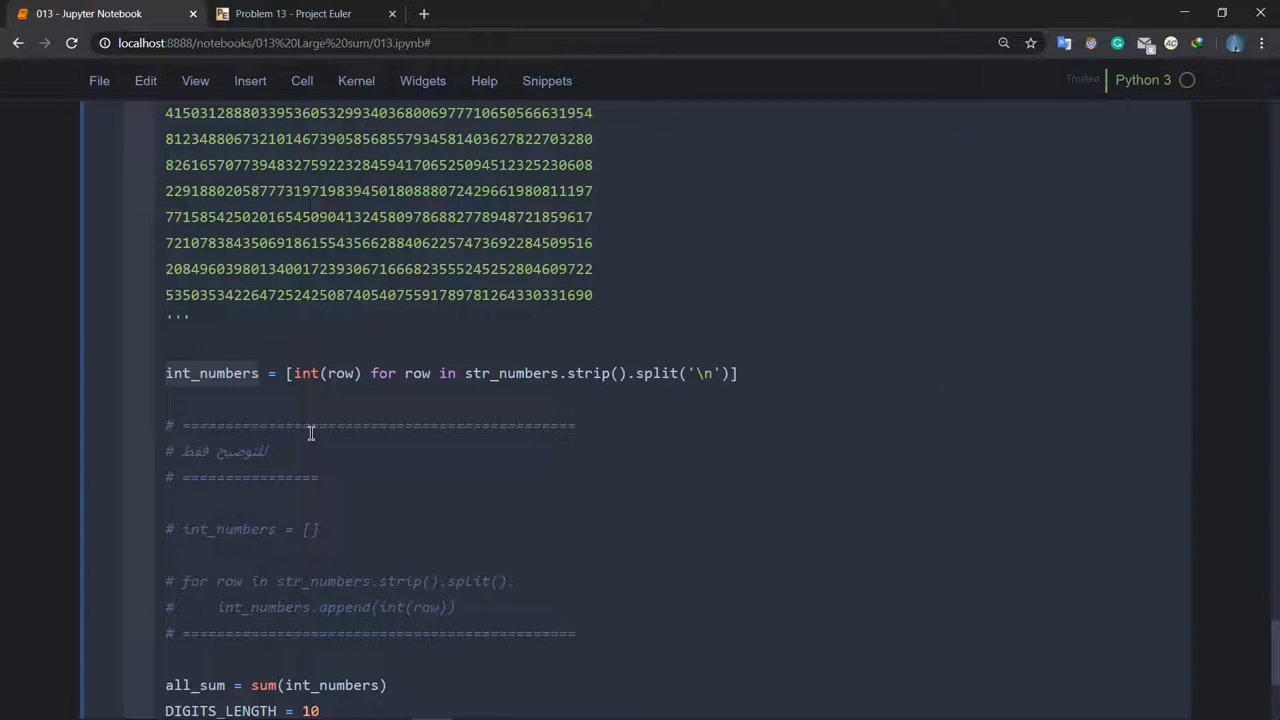 013 - Jupyter Notebook
Problem 13 - Project Euler
localhost:8888/notebooks/013%20Large%20sum/013.ipynb#
File Edit View Insert Cell Kernel Widgets Help Snippets
Trusted
Python 3
41503128880339536053299340368006977710650566631954
81234880673210146739058568557934581403627822703280
82616570773948327592232845941706525094512325230608
22918802058777319719839450180888072429661980811197
77158542502016545090413245809786882778948721859617
72107838435069186155435662884062257473692284509516
20849603980134001723930671666823555245252804609722
53503534226472524250874054075591789781264330331690
'''
int_numbers = [int(row) for row in str_numbers.strip().split('\n')]
# ==============================================
# للتوضيح فقط
# ================
# int_numbers = []
# for row in str_numbers.strip().split().
#     int_numbers.append(int(row))
# ==============================================
all_sum = sum(int_numbers)
DIGITS_LENGTH = 10